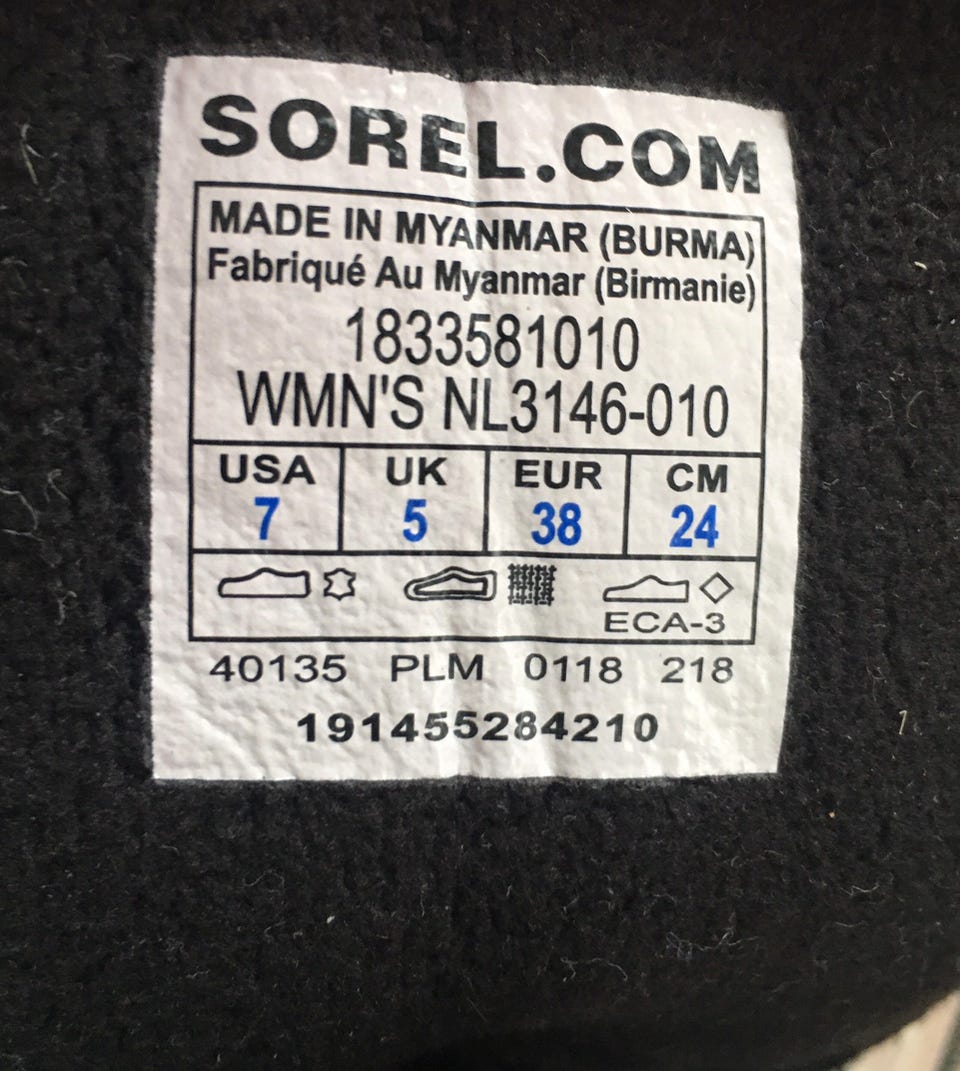 SOREL.COM
MADE IN MYANMAR (BURMA)
Fabriqué Au Myanmar (Birmanie)
1833581010
WMN'S NL3146-010
USA UK EUR CM
7 5 38 24
ECA-3
40135 PLM 0118 218
191455284210